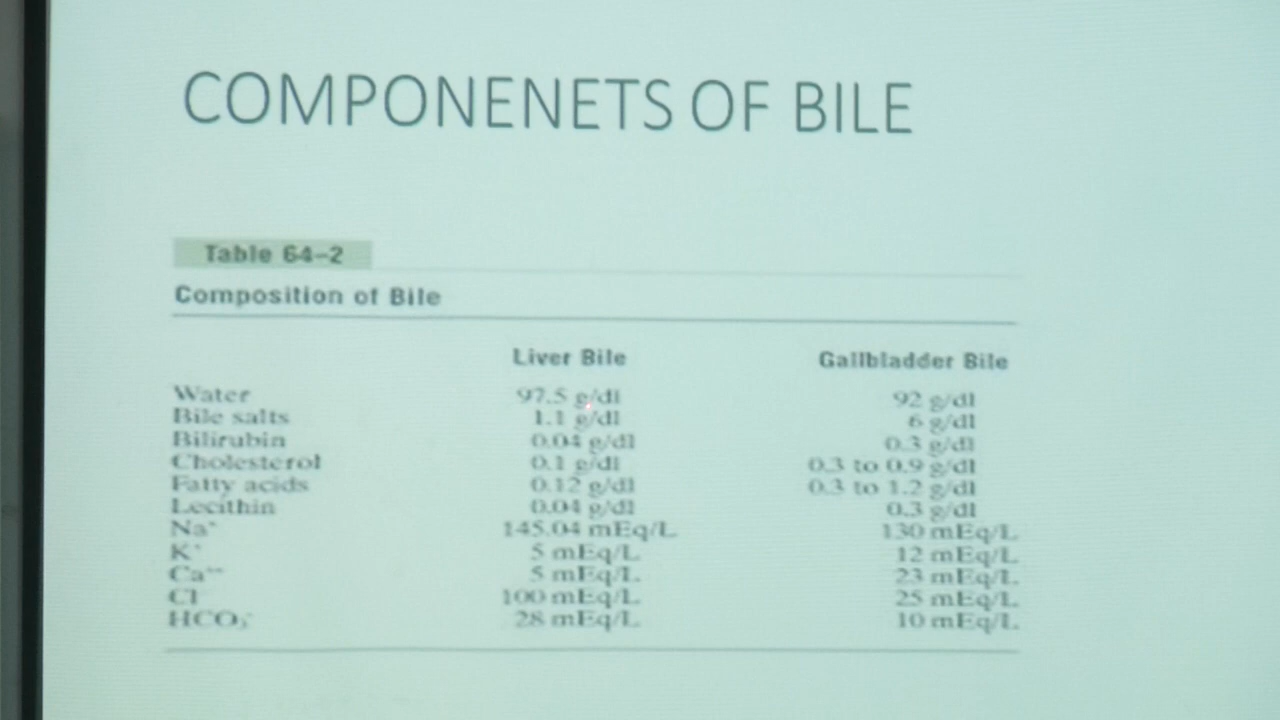 COMPONENETS OF BILE
Table 64–2
Composition of Bile
Liver Bile Gallbladder Bile
Water 97.5 g/dl 92 g/dl
Bile salts 1.1 g/dl 6 g/dl
Bilirubin 0.04 g/dl 0.3 g/dl
Cholesterol 0.1 g/dl 0.3 to 0.9 g/dl
Fatty acids 0.12 g/dl 0.3 to 1.2 g/dl
Lecithin 0.04 g/dl 0.3 g/dl
Na⁺ 145.04 mEq/L 130 mEq/L
K⁺ 5 mEq/L 12 mEq/L
Ca⁺⁺ 5 mEq/L 23 mEq/L
Cl⁻ 100 mEq/L 25 mEq/L
HCO₃⁻ 28 mEq/L 10 mEq/L